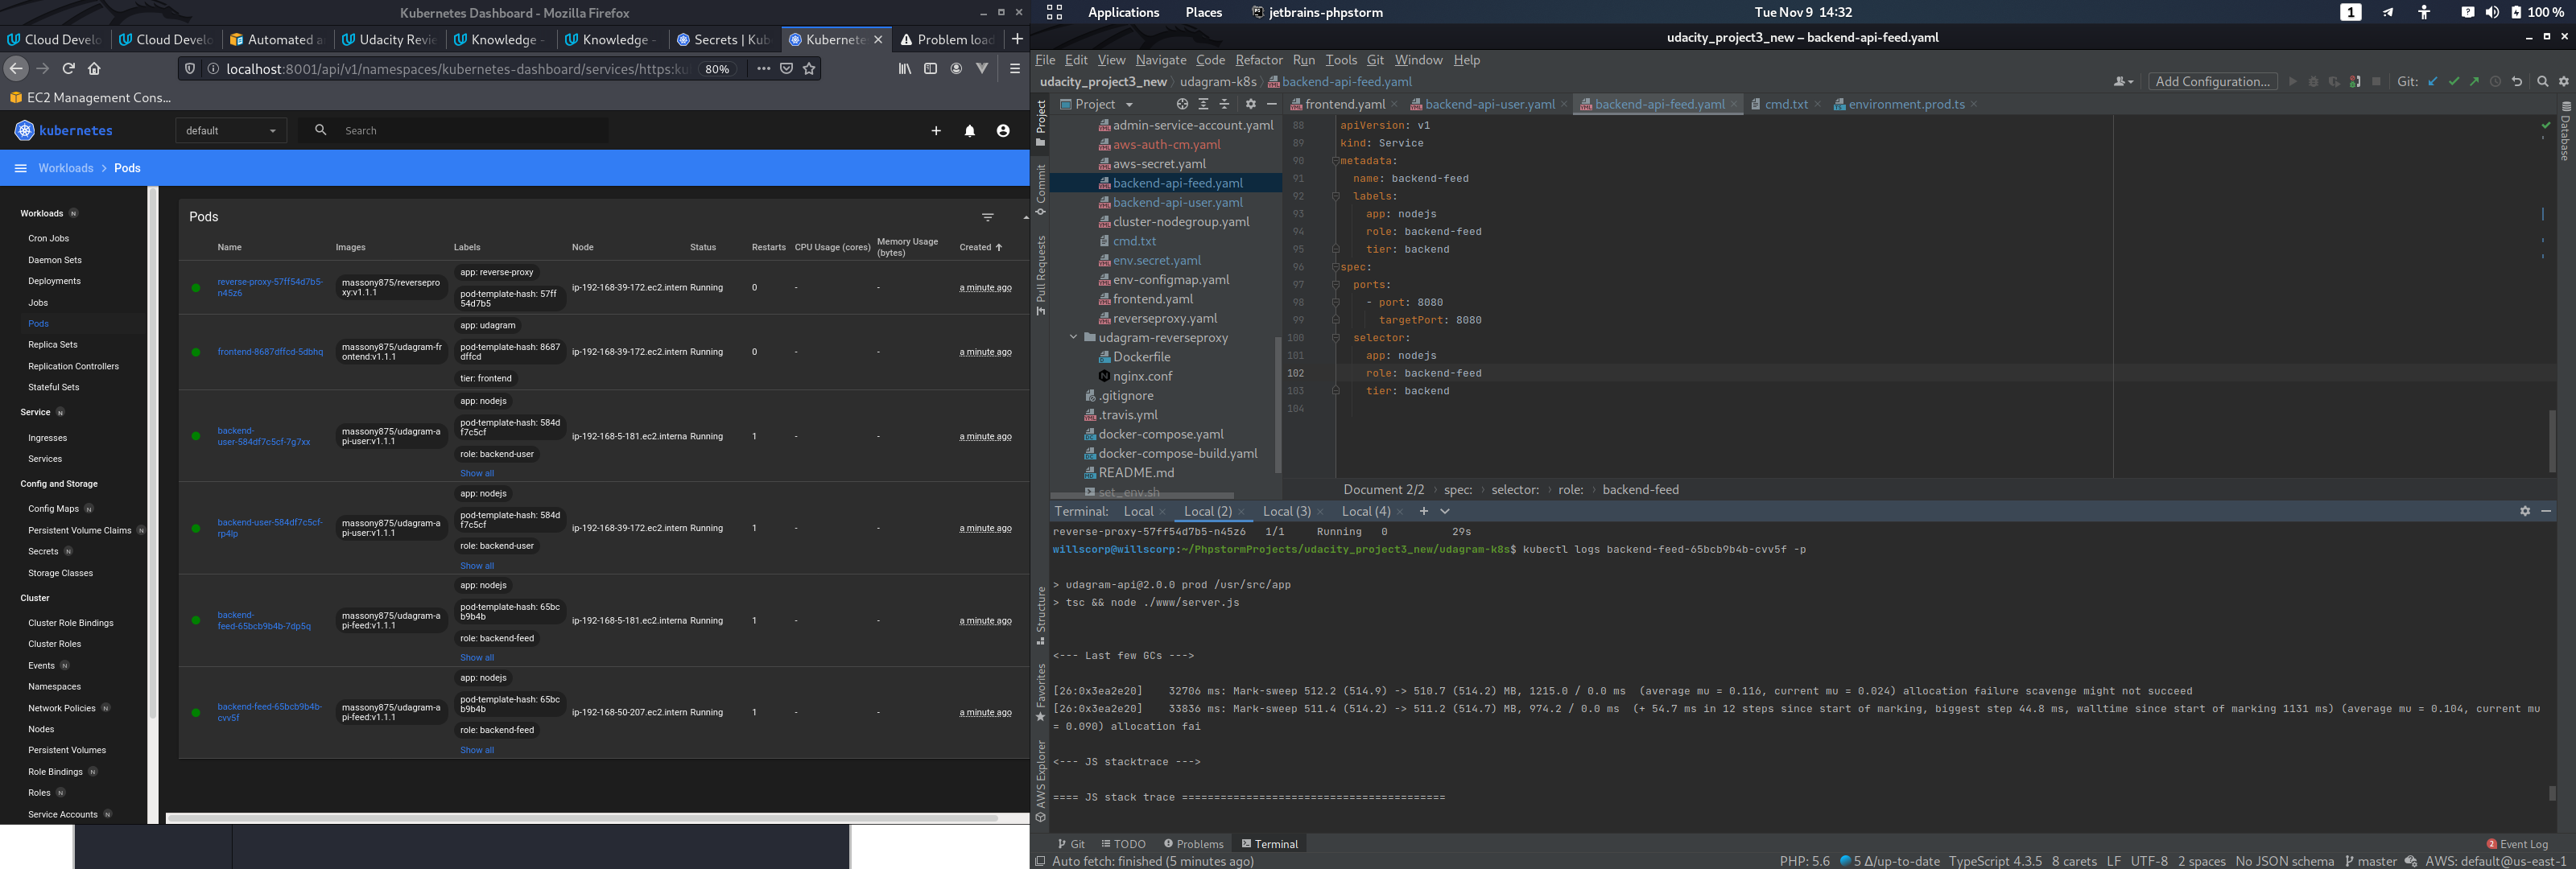 Kubernetes Dashboard - Mozilla Firefox
Cloud Develo
Cloud Develo
Automated a
Udacity Revie
Knowledge -
Knowledge -
Secrets | Kub
Kubernete
Problem load
localhost:8001/api/v1/namespaces/kubernetes-dashboard/services/https:ku
80%
EC2 Management Cons...
kubernetes
default
Search
Workloads > Pods
Workloads N
Cron Jobs
Daemon Sets
Deployments
Jobs
Pods
Replica Sets
Replication Controllers
Stateful Sets
Service N
Ingresses
Services
Config and Storage
Config Maps N
Persistent Volume Claims N
Secrets N
Storage Classes
Cluster
Cluster Role Bindings
Cluster Roles
Events N
Namespaces
Network Policies N
Nodes
Persistent Volumes
Role Bindings N
Roles N
Service Accounts N
Pods
Name Images Labels Node Status Restarts CPU Usage (cores) Memory Usage (bytes) Created
reverse-proxy-57ff54d7b5-
n45z6
massony875/reversepro
xy:v1.1.1
app: reverse-proxy
pod-template-hash: 57ff
54d7b5
ip-192-168-39-172.ec2.intern Running 0 - - a minute ago
frontend-8687dffcd-5dbhq
massony875/udagram-fr
ontend:v1.1.1
app: udagram
pod-template-hash: 8687
dffcd
tier: frontend
ip-192-168-39-172.ec2.intern Running 0 - - a minute ago
backend-
user-584df7c5cf-7g7xx
massony875/udagram-a
pi-user:v1.1.1
app: nodejs
pod-template-hash: 584d
f7c5cf
role: backend-user
Show all
ip-192-168-5-181.ec2.interna Running 1 - - a minute ago
backend-user-584df7c5cf-
rp4lp
massony875/udagram-a
pi-user:v1.1.1
app: nodejs
pod-template-hash: 584d
f7c5cf
role: backend-user
Show all
ip-192-168-39-172.ec2.intern Running 1 - - a minute ago
backend-
feed-65bcb9b4b-7dp5q
massony875/udagram-a
pi-feed:v1.1.1
app: nodejs
pod-template-hash: 65bc
b9b4b
role: backend-feed
Show all
ip-192-168-5-181.ec2.interna Running 1 - - a minute ago
backend-feed-65bcb9b4b-
cvv5f
massony875/udagram-a
pi-feed:v1.1.1
app: nodejs
pod-template-hash: 65bc
b9b4b
role: backend-feed
Show all
ip-192-168-50-207.ec2.intern Running 1 - - a minute ago
Applications Places jetbrains-phpstorm
Tue Nov 9 14:32
1
100 %
udacity_project3_new – backend-api-feed.yaml
File Edit View Navigate Code Refactor Run Tools Git Window Help
udacity_project3_new udagram-k8s backend-api-feed.yaml
Add Configuration...
Git:
Project
Commit
Pull Requests
Structure
Favorites
AWS Explorer
Database
Project
admin-service-account.yaml
aws-auth-cm.yaml
aws-secret.yaml
backend-api-feed.yaml
backend-api-user.yaml
cluster-nodegroup.yaml
cmd.txt
env.secret.yaml
env-configmap.yaml
frontend.yaml
reverseproxy.yaml
udagram-reverseproxy
Dockerfile
nginx.conf
.gitignore
.travis.yml
docker-compose.yaml
docker-compose-build.yaml
README.md
set_env.sh
frontend.yaml
backend-api-user.yaml
backend-api-feed.yaml
cmd.txt
environment.prod.ts
88 apiVersion: v1
89 kind: Service
90 metadata:
91 name: backend-feed
92 labels:
93 app: nodejs
94 role: backend-feed
95 tier: backend
96 spec:
97 ports:
98 - port: 8080
99 targetPort: 8080
100 selector:
101 app: nodejs
102 role: backend-feed
103 tier: backend
104
Document 2/2 › spec: › selector: › role: › backend-feed
Terminal: Local Local (2) Local (3) Local (4)
reverse-proxy-57ff54d7b5-n45z6 1/1 Running 0 29s
willscorp@willscorp:~/PhpstormProjects/udacity_project3_new/udagram-k8s$ kubectl logs backend-feed-65bcb9b4b-cvv5f -p
> udagram-api@2.0.0 prod /usr/src/app
> tsc && node ./www/server.js
<--- Last few GCs --->
[26:0x3ea2e20] 32706 ms: Mark-sweep 512.2 (514.9) -> 510.7 (514.2) MB, 1215.0 / 0.0 ms (average mu = 0.116, current mu = 0.024) allocation failure scavenge might not succeed
[26:0x3ea2e20] 33836 ms: Mark-sweep 511.4 (514.2) -> 511.2 (514.7) MB, 974.2 / 0.0 ms (+ 54.7 ms in 12 steps since start of marking, biggest step 44.8 ms, walltime since start of marking 1131 ms) (average mu = 0.104, current mu
= 0.090) allocation fai
<--- JS stacktrace --->
==== JS stack trace =========================================
Git TODO Problems Terminal
2 Event Log
Auto fetch: finished (5 minutes ago)
PHP: 5.6 5 Δ/up-to-date TypeScript 4.3.5 8 carets LF UTF-8 2 spaces No JSON schema master AWS: default@us-east-1